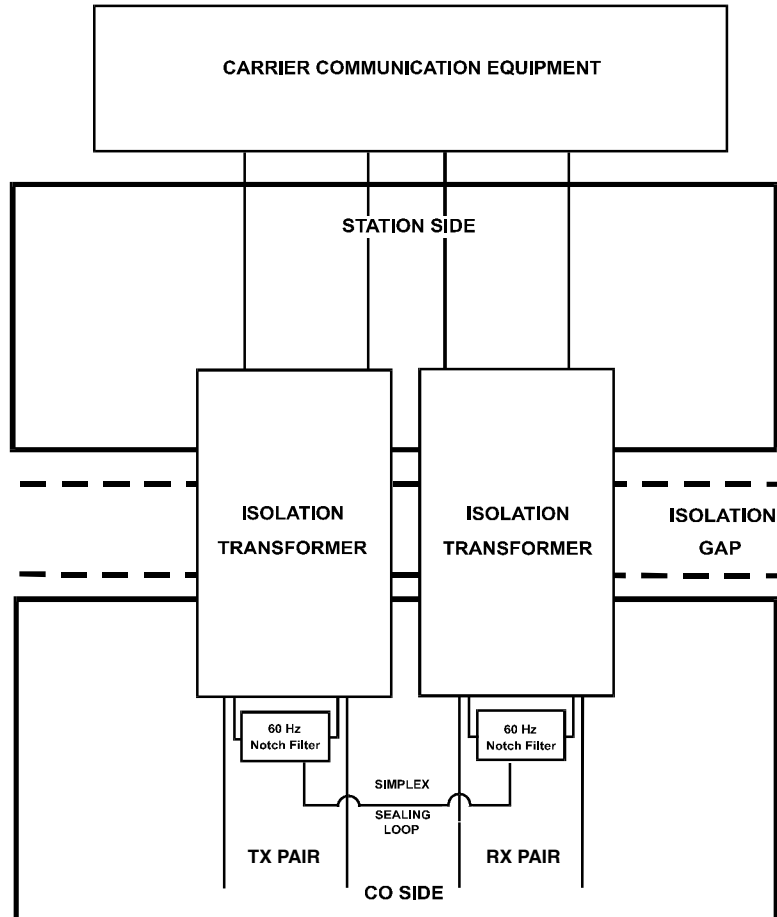 CARRIER COMMUNICATION EQUIPMENT
STATION SIDE
ISOLATION
TRANSFORMER
ISOLATION
TRANSFORMER
ISOLATION
GAP
60 Hz
Notch Filter
60 Hz
Notch Filter
SIMPLEX
SEALING
LOOP
TX PAIR
RX PAIR
CO SIDE